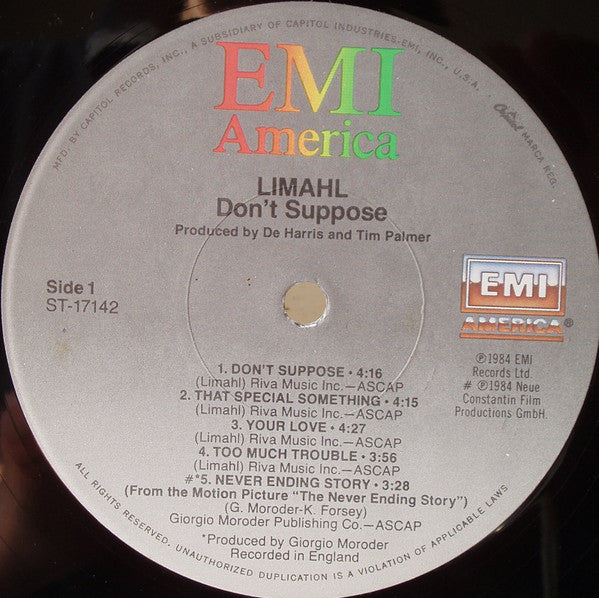 MFD. BY CAPITOL RECORDS, INC., A SUBSIDIARY OF CAPITOL INDUSTRIES-EMI, INC., U.S.A.
Capitol MARCA REG.
EMI
America
LIMAHL
Don't Suppose
Produced by De Harris and Tim Palmer
Side 1
ST-17142
EMI
AMERICA®
℗1984 EMI
Records Ltd.
# ℗1984 Neue
Constantin Film
Productions GmbH.
1. DON'T SUPPOSE • 4:16
(Limahl) Riva Music Inc.—ASCAP
2. THAT SPECIAL SOMETHING • 4:15
(Limahl) Riva Music Inc.—ASCAP
3. YOUR LOVE • 4:27
(Limahl) Riva Music Inc.—ASCAP
4. TOO MUCH TROUBLE • 3:56
(Limahl) Riva Music Inc.—ASCAP
#*5. NEVER ENDING STORY • 3:28
(From the Motion Picture "The Never Ending Story")
(G. Moroder-K. Forsey)
Giorgio Moroder Publishing Co.—ASCAP
*Produced by Giorgio Moroder
Recorded in England
ALL RIGHTS RESERVED. UNAUTHORIZED DUPLICATION IS A VIOLATION OF APPLICABLE LAWS